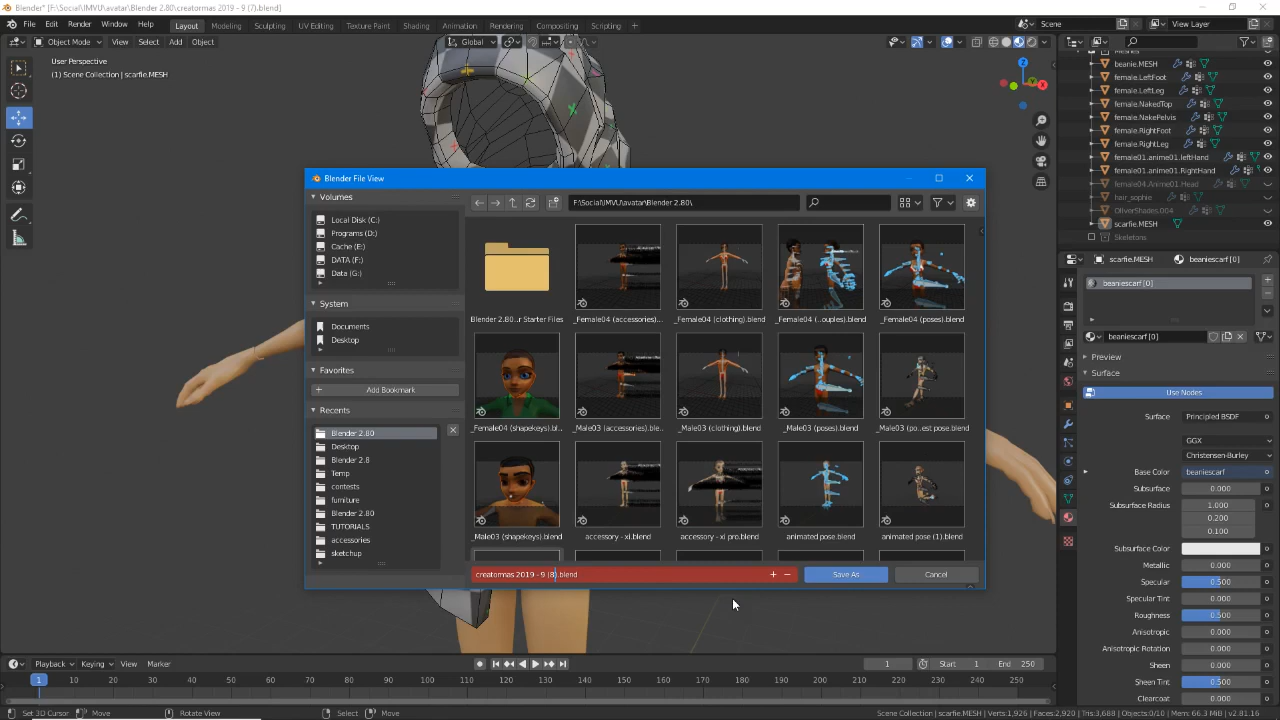 Blender* [F:\Social\IMVU\avatar\Blender 2.80\creatormas 2019 - 9 (7).blend]
File Edit Render Window Help Layout Modeling Sculpting UV Editing Texture Paint Shading Animation Rendering Compositing Scripting + Scene View Layer
Object Mode View Select Add Object Global
User Perspective
(1) Scene Collection | scarfie.MESH
Z
X
beanie.MESH
female.LeftFoot
female.LeftLeg
female.NakedTop
female.NakePelvis
female.RightFoot
female.RightLeg
female01.anime01.leftHand
female01.anime01.RightHand
female04.Anime01.Head
hair_sophie
OliverShades.004
scarfie.MESH
Skeletons
Blender File View
Volumes
Local Disk (C:)
Programs (D:)
Cache (E:)
DATA (F:)
Data (G:)
System
Documents
Desktop
Favorites
+ Add Bookmark
Recents
Blender 2.80
Desktop
Blender 2.8
Temp
contests
furniture
Blender 2.80
TUTORIALS
accessories
sketchup
F:\Social\IMVU\avatar\Blender 2.80\
Blender 2.80...r Starter Files
_Female04 (accessories)...
_Female04 (clothing).bl...
_Female04 (...ouples).blend
_Female04 (poses).blend
_Female04 (shapekeys).bl...
_Male03 (accessories).ble...
_Male03 (clothing).blend
_Male03 (poses).blend
_Male03 (po...est pose.blend
_Male03 (shapekeys).blend
accessory - xi.blend
accessory - xi pro.blend
animated pose.blend
animated pose (1).blend
creatormas 2019 - 9 (8).blend
+ −
Save As
Cancel
scarfie.MESH beaniescarf [0]
beaniescarf [0]
beaniescarf [0]
Preview
Surface
Use Nodes
Surface Principled BSDF
GGX
Christensen-Burley
Base Color beaniescarf
Subsurface 0.000
Subsurface Radius 1.000
0.200
0.100
Subsurface Color
Metallic 0.000
Specular 0.500
Specular Tint 0.000
Roughness 0.500
Anisotropic 0.000
Anisotropic Rotation 0.000
Sheen 0.000
Sheen Tint 0.500
Clearcoat 0.000
Playback Keying View Marker 1 Start 1 End 250
1 10 20 30 40 50 60 70 80 90 100 110 120 130 140 150 160 170 180 190 200 210 220 230 240 250
Set 3D Cursor Move Rotate View Select Move Scene Collection | scarfie.MESH | Verts:1,926 | Faces:2,920 | Tris:3,688 | Objects:0/10 | Mem: 66.3 MiB | v2.81.16